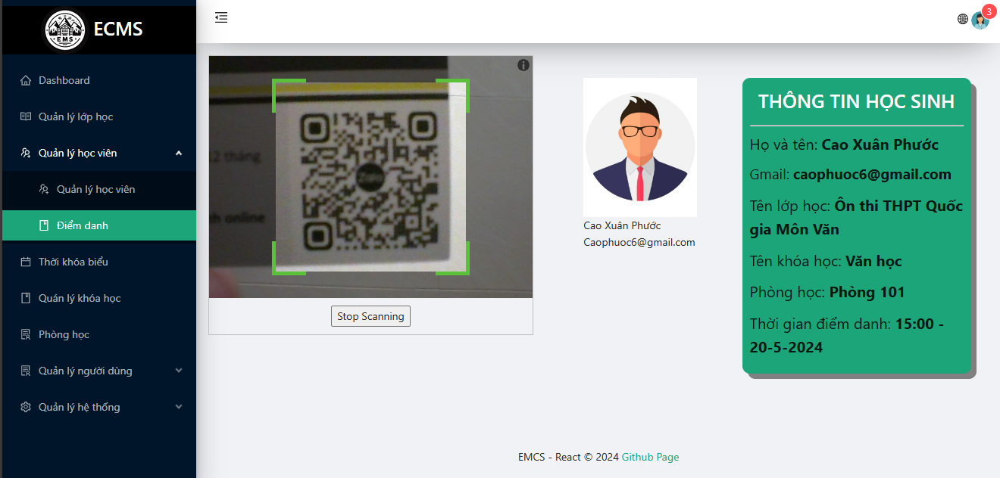 EMS
ECMS
3
Dashboard
Quản lý lớp học
Quản lý học viên
Quản lý học viên
Điểm danh
Thời khóa biểu
Quán lý khóa học
Phòng học
Quản lý người dùng
Quản lý hệ thống
12 tháng
th online
Zalo
Stop Scanning
Cao Xuân Phước
Caophuoc6@gmail.com
THÔNG TIN HỌC SINH
Họ và tên: Cao Xuân Phước
Gmail: caophuoc6@gmail.com
Tên lớp học: Ôn thi THPT Quốc
gia Môn Văn
Tên khóa học: Văn học
Phòng học: Phòng 101
Thời gian điểm danh: 15:00 -
20-5-2024
EMCS - React © 2024 Github Page